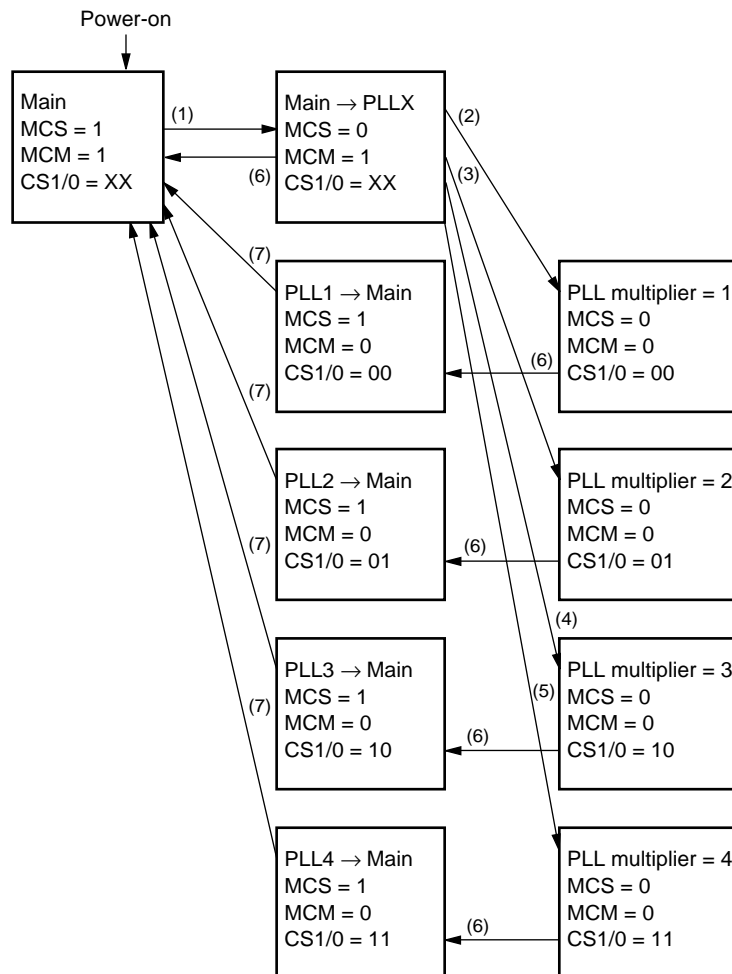 Power-on
Main
MCS = 1
MCM = 1
CS1/0 = XX
(1)
(6)
Main → PLLX
MCS = 0
MCM = 1
CS1/0 = XX
(2)
(3)
(7)
PLL1 → Main
MCS = 1
MCM = 0
CS1/0 = 00
(6)
PLL multiplier = 1
MCS = 0
MCM = 0
CS1/0 = 00
(7)
PLL2 → Main
MCS = 1
MCM = 0
CS1/0 = 01
(6)
PLL multiplier = 2
MCS = 0
MCM = 0
CS1/0 = 01
(7)
(4)
PLL3 → Main
MCS = 1
MCM = 0
CS1/0 = 10
(5)
(6)
PLL multiplier = 3
MCS = 0
MCM = 0
CS1/0 = 10
(7)
PLL4 → Main
MCS = 1
MCM = 0
CS1/0 = 11
(6)
PLL multiplier = 4
MCS = 0
MCM = 0
CS1/0 = 11